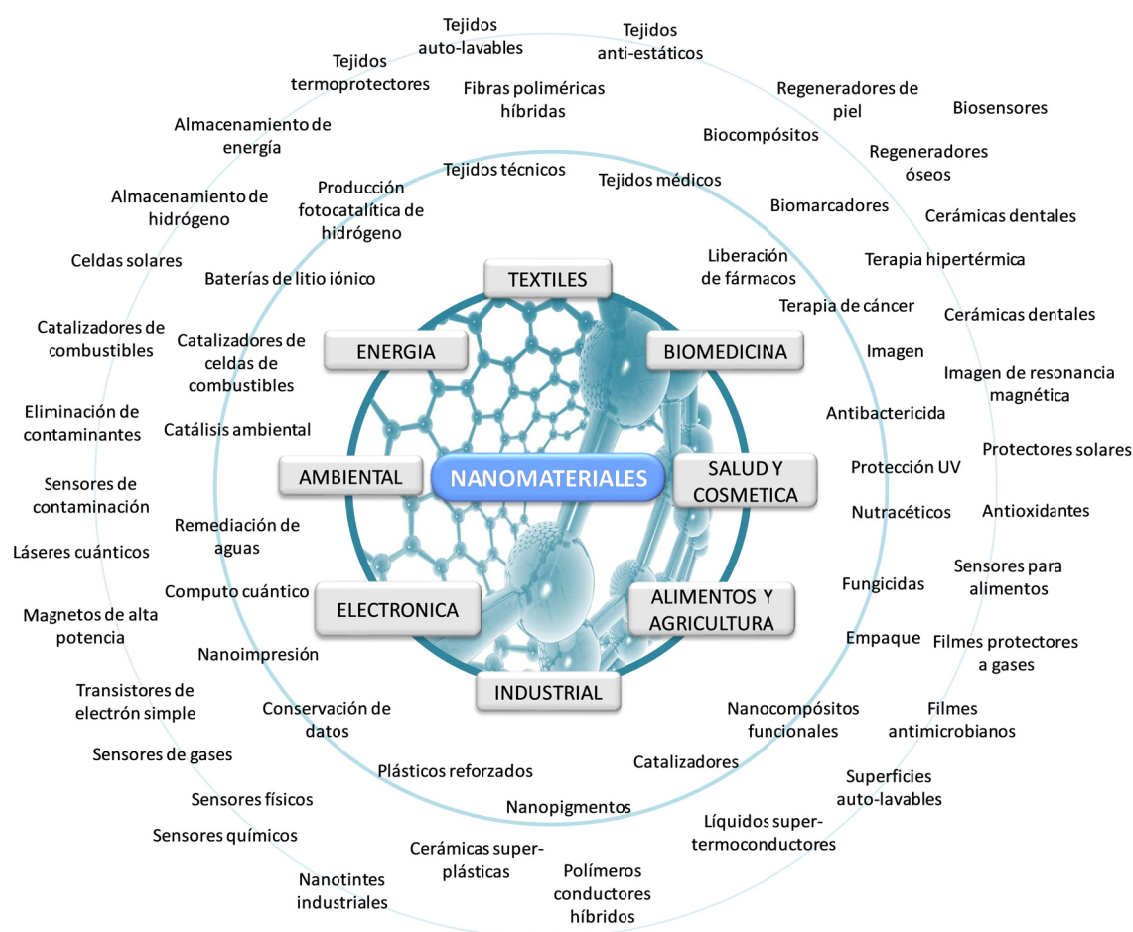 Tejidos
auto-lavables
Tejidos
anti-estáticos
Tejidos
termoprotectores
Fibras poliméricas
híbridas
Regeneradores de
piel
Biosensores
Almacenamiento de
energía
Biocompósitos
Regeneradores
óseos
Tejidos técnicos
Tejidos médicos
Almacenamiento de
hidrógeno
Producción
fotocatalítica de
hidrógeno
Biomarcadores
Cerámicas dentales
Celdas solares
Baterías de litio iónico
Liberación
de fármacos
Terapia hipertérmica
TEXTILES
Terapia de cáncer
Cerámicas dentales
Catalizadores de
combustibles
Catalizadores de
celdas de
combustibles
ENERGIA
BIOMEDICINA
Imagen
Imagen de resonancia
magnética
Eliminación de
contaminantes
Catálisis ambiental
Antibactericida
Protectores solares
AMBIENTAL
NANOMATERIALES
SALUD Y
COSMETICA
Protección UV
Sensores de
contaminación
Nutracéticos
Antioxidantes
Remediación de
aguas
Láseres cuánticos
Computo cuántico
Fungicidas
Sensores para
alimentos
Magnetos de alta
potencia
ELECTRONICA
ALIMENTOS Y
AGRICULTURA
Empaque
Filmes protectores
a gases
Nanoimpresión
INDUSTRIAL
Transistores de
electrón simple
Conservación de
datos
Nanocompósitos
funcionales
Filmes
antimicrobianos
Sensores de gases
Plásticos reforzados
Catalizadores
Superficies
auto-lavables
Sensores físicos
Nanopigmentos
Sensores químicos
Líquidos super-
termoconductores
Cerámicas super-
plásticas
Nanotintes
industriales
Polímeros
conductores
híbridos